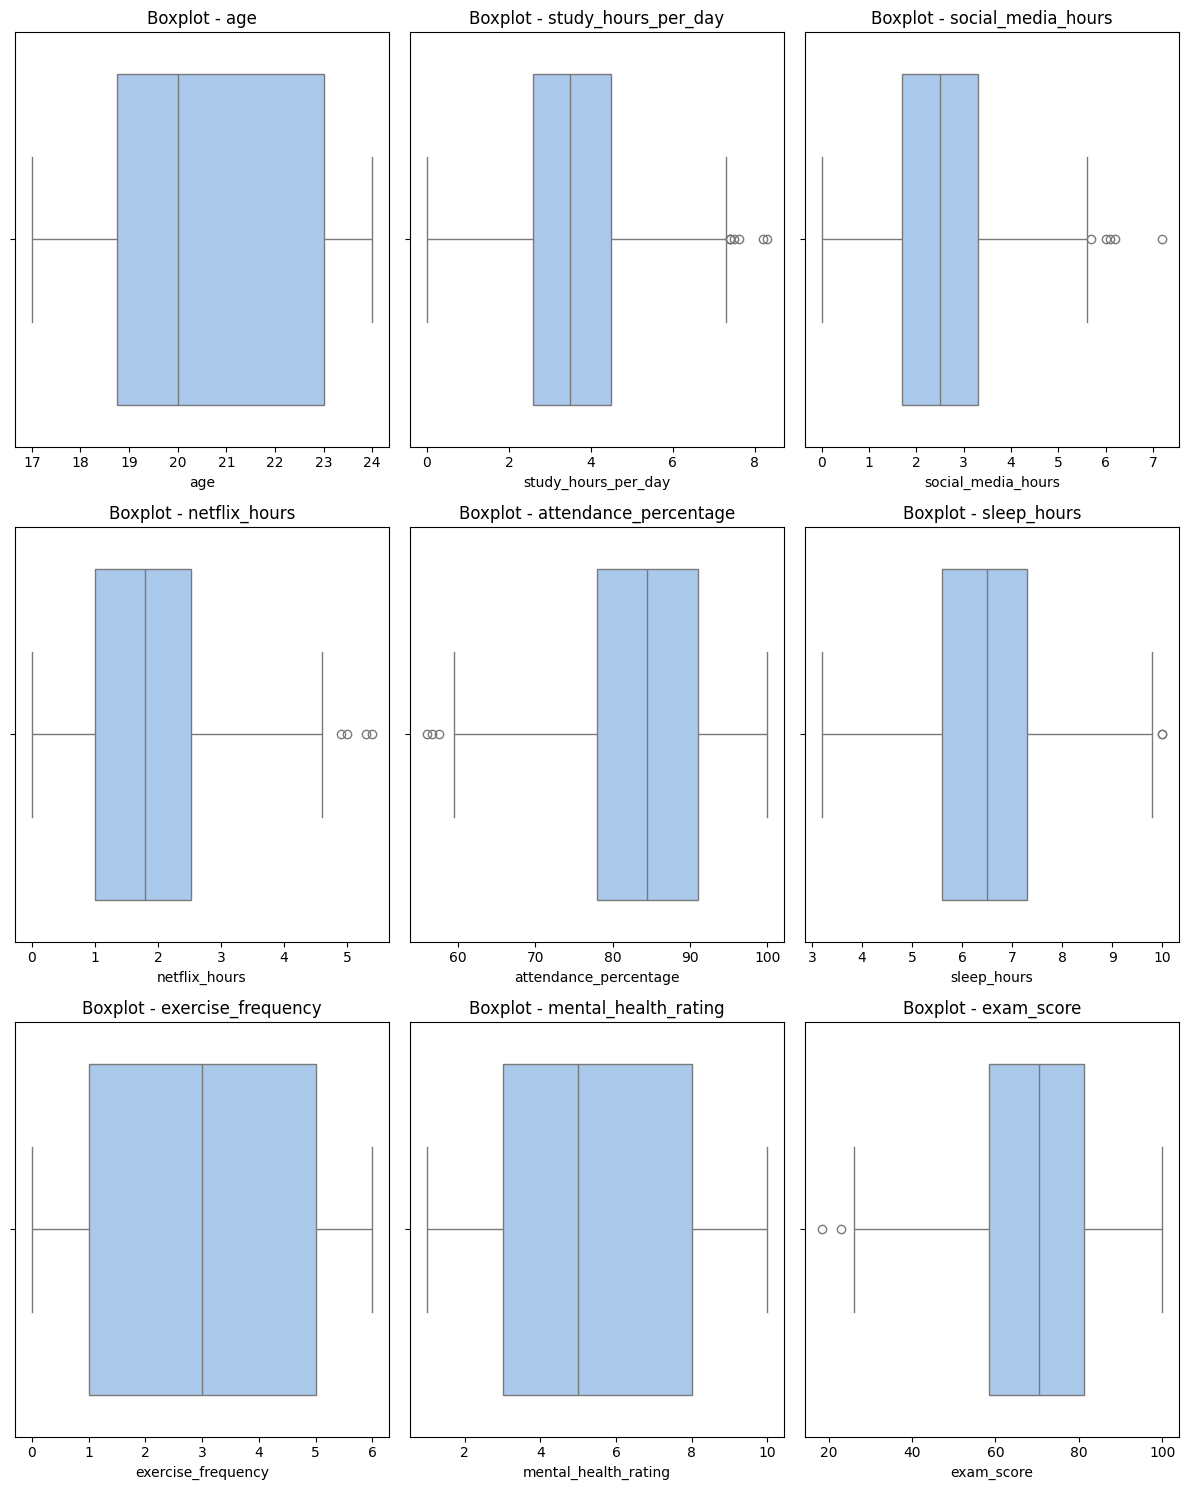 Boxplot - age
Boxplot - study_hours_per_day
Boxplot - social_media_hours
17 18 19 20 21 22 23 24
0 2 4 6 8
0 1 2 3 4 5 6 7
age
study_hours_per_day
social_media_hours
Boxplot - netflix_hours
Boxplot - attendance_percentage
Boxplot - sleep_hours
0 1 2 3 4 5
60 70 80 90 100
3 4 5 6 7 8 9 10
netflix_hours
attendance_percentage
sleep_hours
Boxplot - exercise_frequency
Boxplot - mental_health_rating
Boxplot - exam_score
0 1 2 3 4 5 6
2 4 6 8 10
20 40 60 80 100
exercise_frequency
mental_health_rating
exam_score